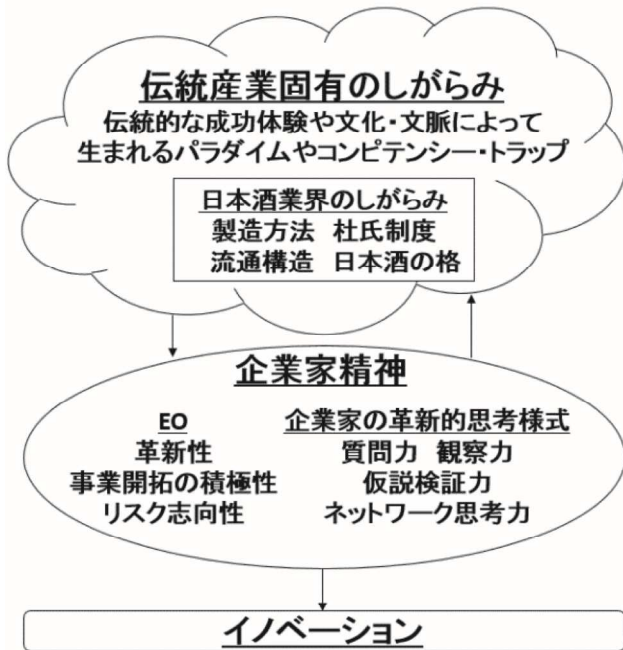 伝統産業固有のしがらみ
伝統的な成功体験や文化・文脈によって
生まれるパラダイムやコンピテンシー・トラップ
日本酒業界のしがらみ
製造方法 杜氏制度
流通構造 日本酒の格
企業家精神
EO
革新性
事業開拓の積極性
リスク志向性
企業家の革新的思考様式
質問力 観察力
仮説検証力
ネットワーク思考力
イノベーション